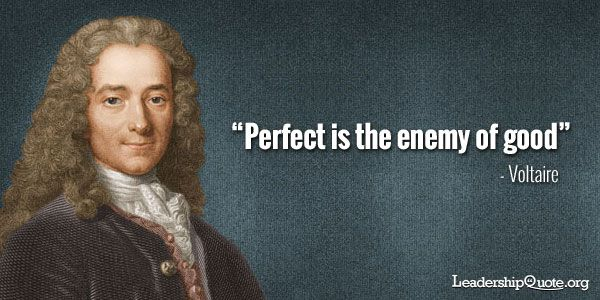 “Perfect is the enemy of good”
- Voltaire
LeadershipQuote.org